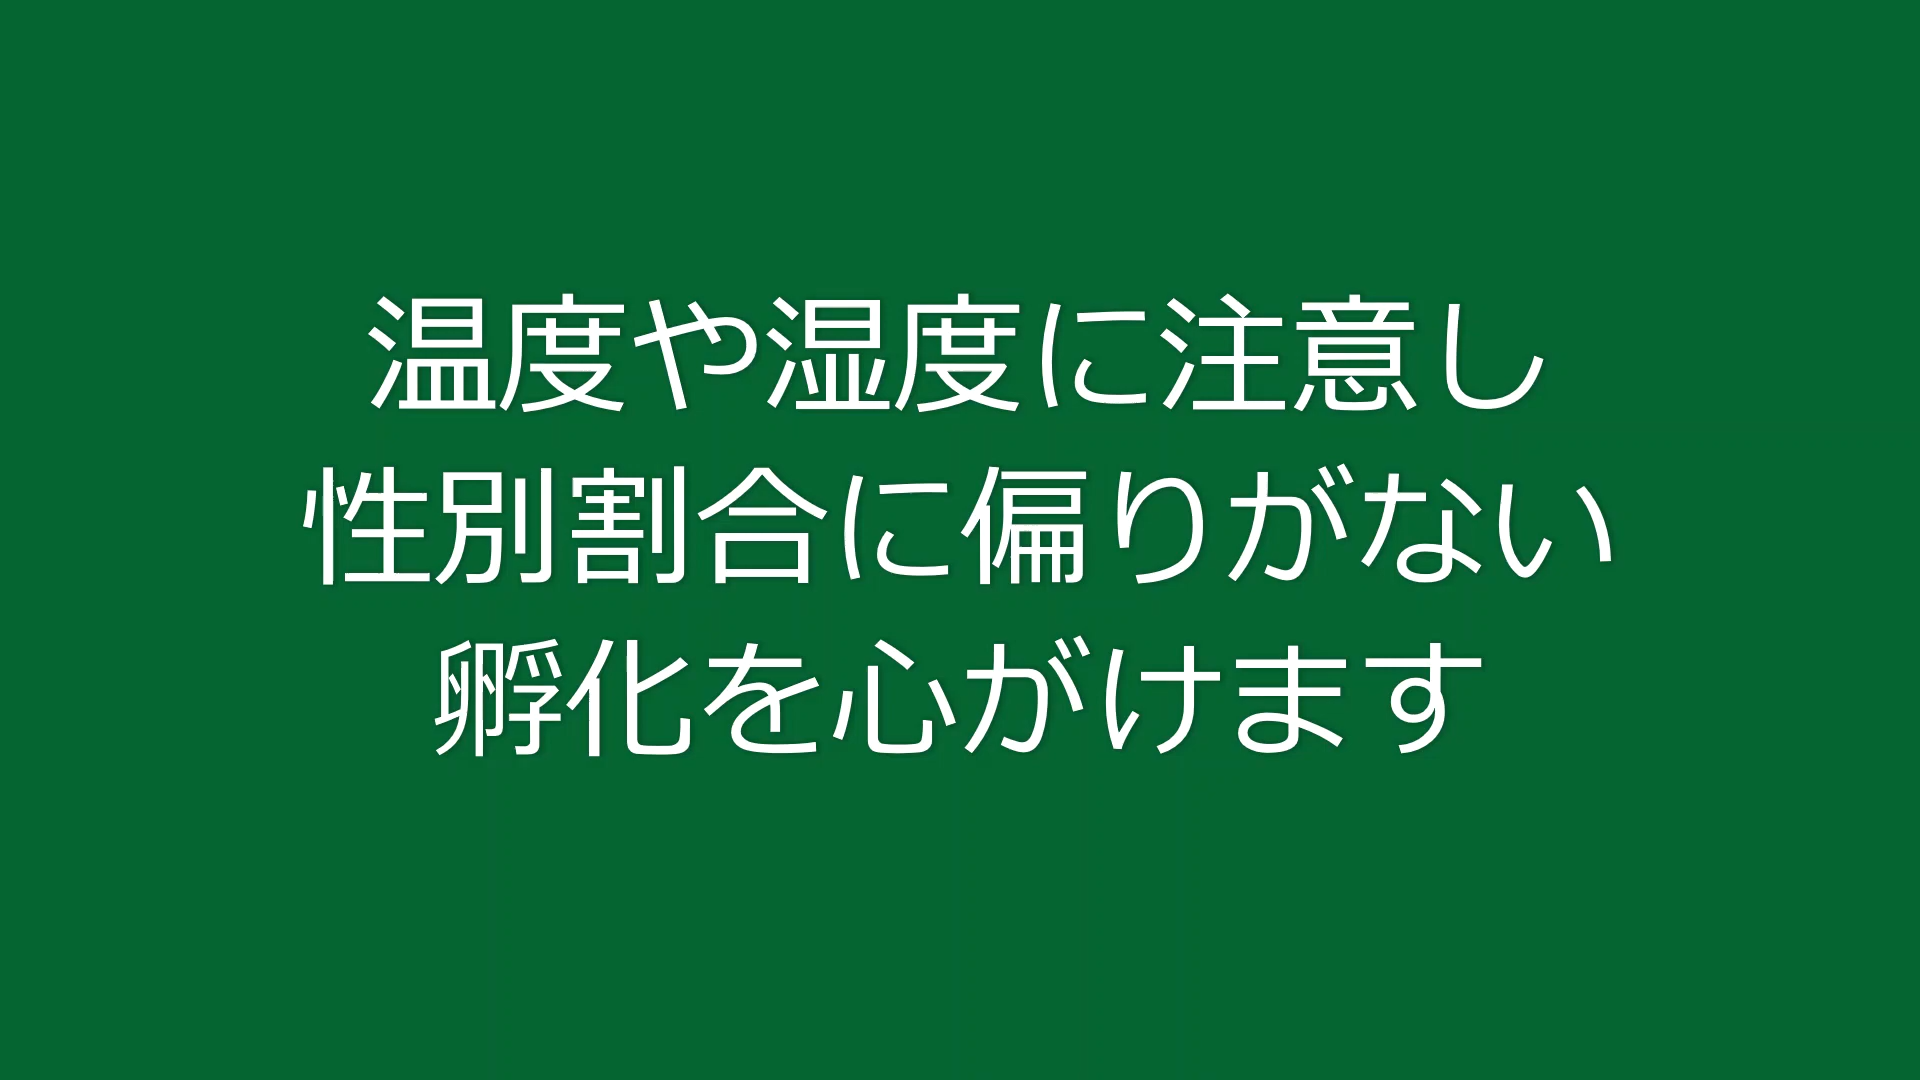 温度や湿度に注意し
性別割合に偏りがない
孵化を心がけます